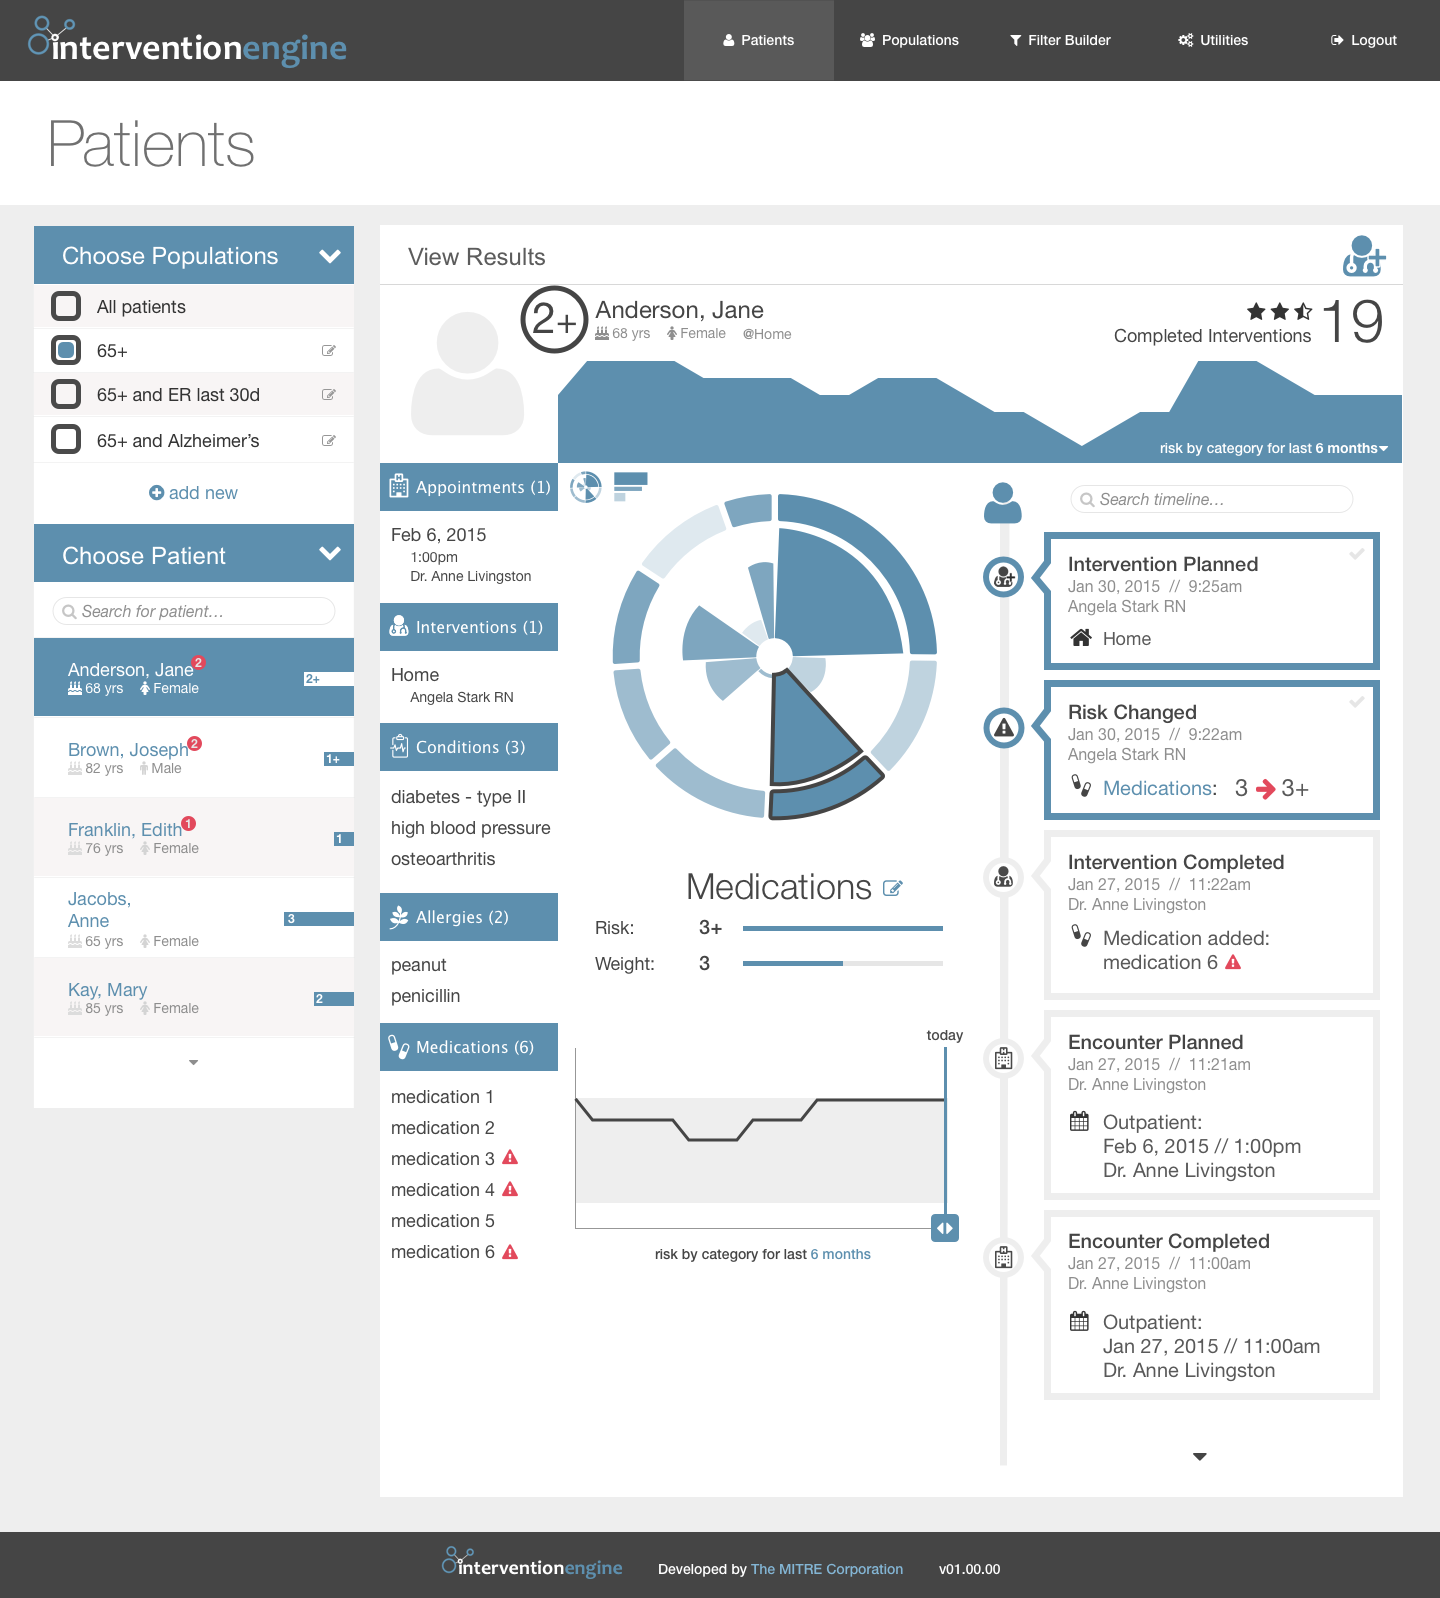 interventionengine
Patients
Populations
Filter Builder
Utilities
Logout
Patients
Choose Populations
All patients
65+
65+ and ER last 30d
65+ and Alzheimer's
add new
Choose Patient
Search for patient...
Anderson, Jane 2
68 yrs Female
2+
Brown, Joseph 2
82 yrs Male
1+
Franklin, Edith 1
76 yrs Female
1
Jacobs,
Anne
65 yrs Female
3
Kay, Mary
85 yrs Female
2
View Results
2+
Anderson, Jane
68 yrs Female @Home
Completed Interventions 19
risk by category for last 6 months
Appointments (1)
Feb 6, 2015
1:00pm
Dr. Anne Livingston
Interventions (1)
Home
Angela Stark RN
Conditions (3)
diabetes - type II
high blood pressure
osteoarthritis
Allergies (2)
peanut
penicillin
Medications (6)
medication 1
medication 2
medication 3
medication 4
medication 5
medication 6
Medications
Risk: 3+
Weight: 3
today
risk by category for last 6 months
Search timeline...
Intervention Planned
Jan 30, 2015 // 9:25am
Angela Stark RN
Home
Risk Changed
Jan 30, 2015 // 9:22am
Angela Stark RN
Medications: 3 3+
Intervention Completed
Jan 27, 2015 // 11:22am
Dr. Anne Livingston
Medication added:
medication 6
Encounter Planned
Jan 27, 2015 // 11:21am
Dr. Anne Livingston
Outpatient:
Feb 6, 2015 // 1:00pm
Dr. Anne Livingston
Encounter Completed
Jan 27, 2015 // 11:00am
Dr. Anne Livingston
Outpatient:
Jan 27, 2015 // 11:00am
Dr. Anne Livingston
interventionengine
Developed by The MITRE Corporation
v01.00.00